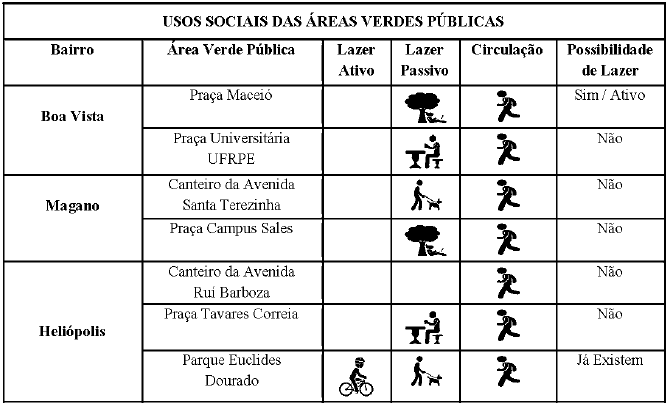 USOS SOCIAIS DAS ÁREAS VERDES PÚBLICAS
Bairro
Área Verde Pública
Lazer
Ativo
Lazer
Passivo
Circulação
Possibilidade
de Lazer
Boa Vista
Praça Maceió
Sim / Ativo
Praça Universitária
UFRPE
Não
Magano
Canteiro da Avenida
Santa Terezinha
Não
Praça Campus Sales
Não
Heliópolis
Canteiro da Avenida
Rui Barboza
Não
Praça Tavares Correia
Não
Parque Euclides
Dourado
Já Existem